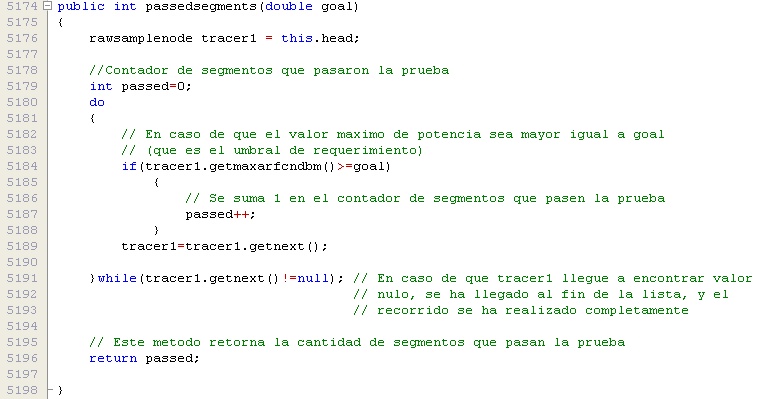 5174 public int passedsegments(double goal)
5175 {
5176     rawsamplenode tracer1 = this.head;
5177
5178     //Contador de segmentos que pasaron la prueba
5179     int passed=0;
5180     do
5181     {
5182         // En caso de que el valor maximo de potencia sea mayor igual a goal
5183         // (que es el umbral de requerimiento)
5184         if(tracer1.getmaxarfcndbm()>=goal)
5185             {
5186                 // Se suma 1 en el contador de segmentos que pasen la prueba
5187                 passed++;
5188             }
5189         tracer1=tracer1.getnext();
5190
5191     }while(tracer1.getnext()!=null); // En caso de que tracer1 llegue a encontrar valor
5192                                      // nulo, se ha llegado al fin de la lista, y el
5193                                      // recorrido se ha realizado completamente
5194
5195     // Este metodo retorna la cantidad de segmentos que pasan la prueba
5196     return passed;
5197
5198 }